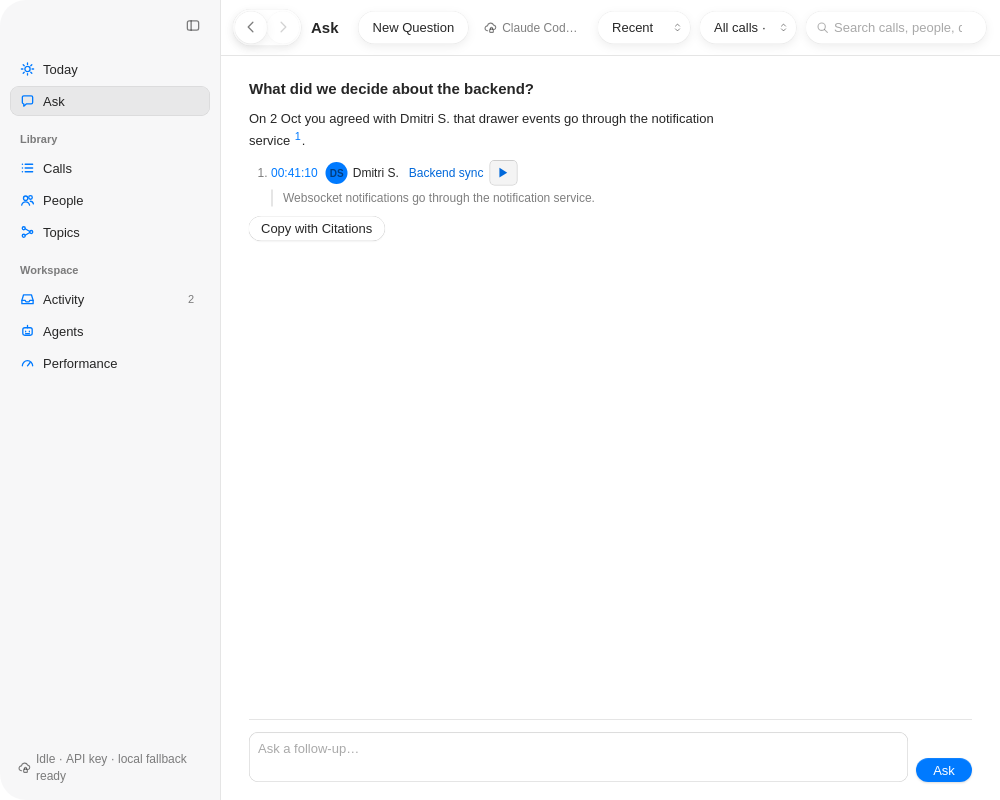 Today
Ask
Library
Calls
People
Topics
Workspace
Activity 2
Agents
Performance
Idle · API key · local fallback
ready
Ask
New Question
Claude Cod…
Recent
All calls ·
Search calls, people,
What did we decide about the backend?
On 2 Oct you agreed with Dmitri S. that drawer events go through the notification
service 1.
1. 00:41:10 DS Dmitri S. Backend sync
Websocket notifications go through the notification service.
Copy with Citations
Ask a follow-up…
Ask